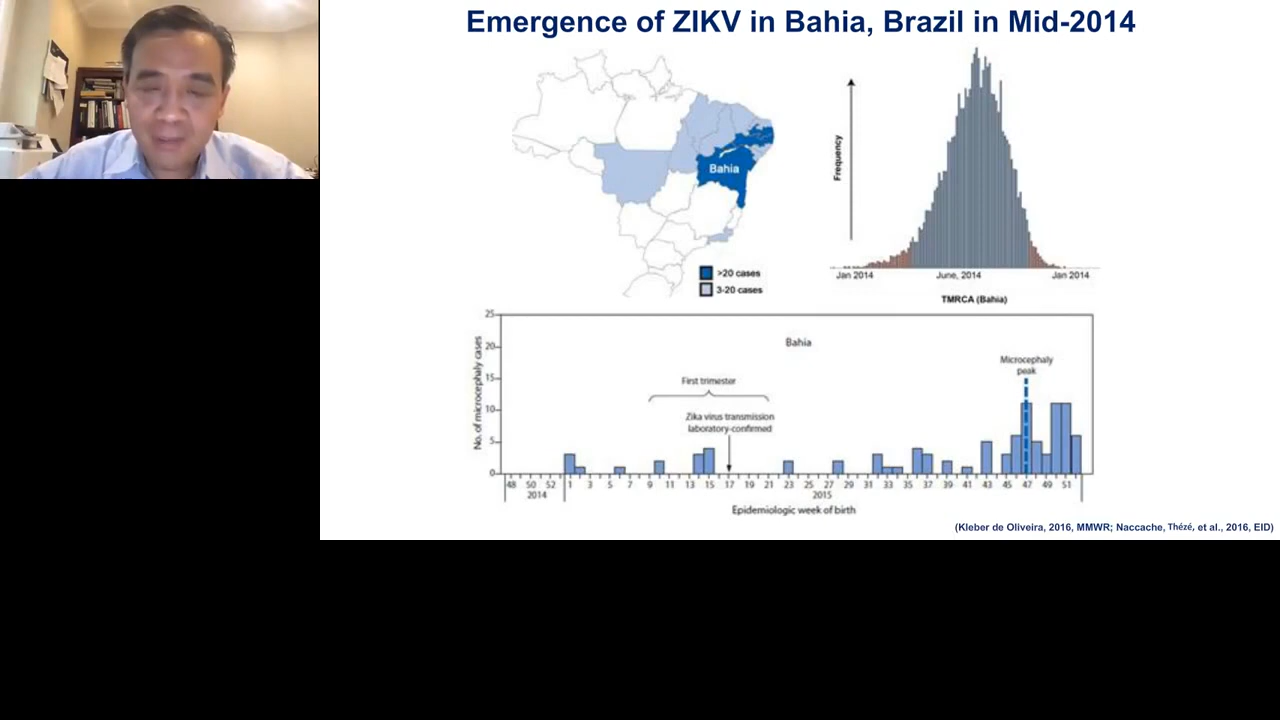 Emergence of ZIKV in Bahia, Brazil in Mid-2014
Bahia
>20 cases
3-20 cases
Frequency
Jan 2014
June, 2014
Jan 2014
TMRCA (Bahia)
No. of microcephaly cases
25
20
15
10
5
0
Bahia
First trimester
Zika virus transmission
laboratory-confirmed
Microcephaly
peak
48 50 52 1 3 5 7 9 11 13 15 17 19 21 23 25 27 29 31 33 35 37 39 41 43 45 47 49 51
2014 2015
Epidemiologic week of birth
(Kleber de Oliveira, 2016, MMWR; Naccache, Thézé, et al., 2016, EID)